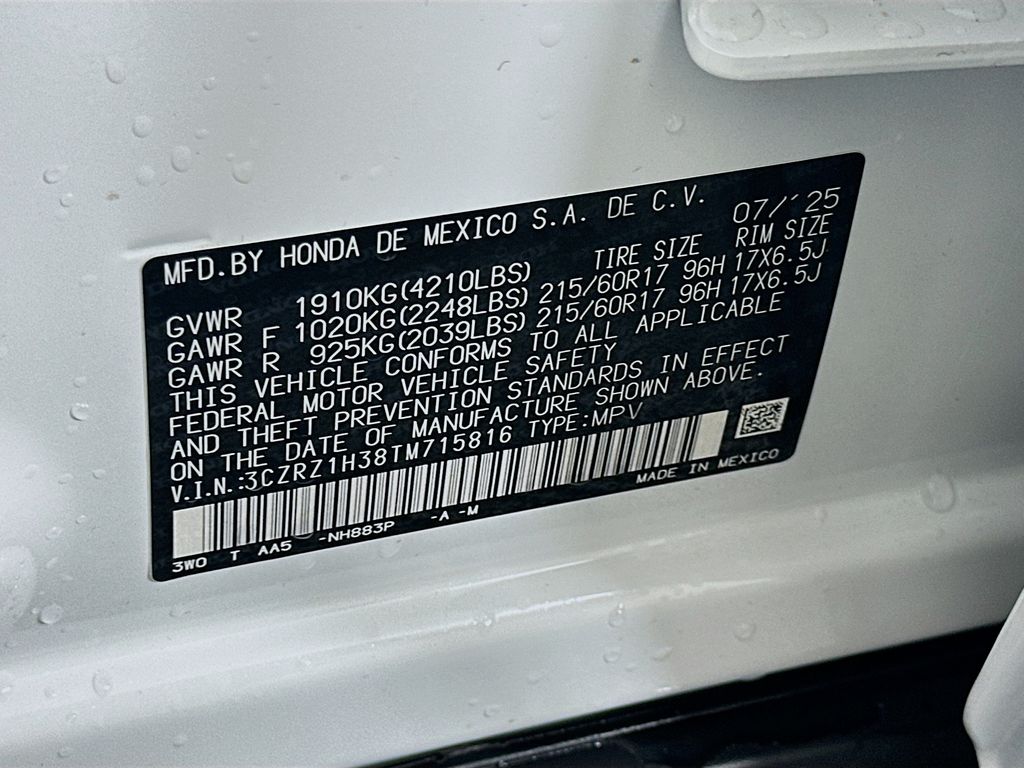 MFD.BY HONDA DE MEXICO S.A. DE C.V. 07/'25
TIRE SIZE RIM SIZE
GVWR 1910KG(4210LBS)
GAWR F 1020KG(2248LBS) 215/60R17 96H 17X6.5J
GAWR R 925KG(2039LBS) 215/60R17 96H 17X6.5J
THIS VEHICLE CONFORMS TO ALL APPLICABLE
FEDERAL MOTOR VEHICLE SAFETY
AND THEFT PREVENTION STANDARDS IN EFFECT
ON THE DATE OF MANUFACTURE SHOWN ABOVE.
V.I.N.:3CZRZ1H38TM715816 TYPE:MPV
MADE IN MEXICO
3W0 T AA5 -NH883P -A -M